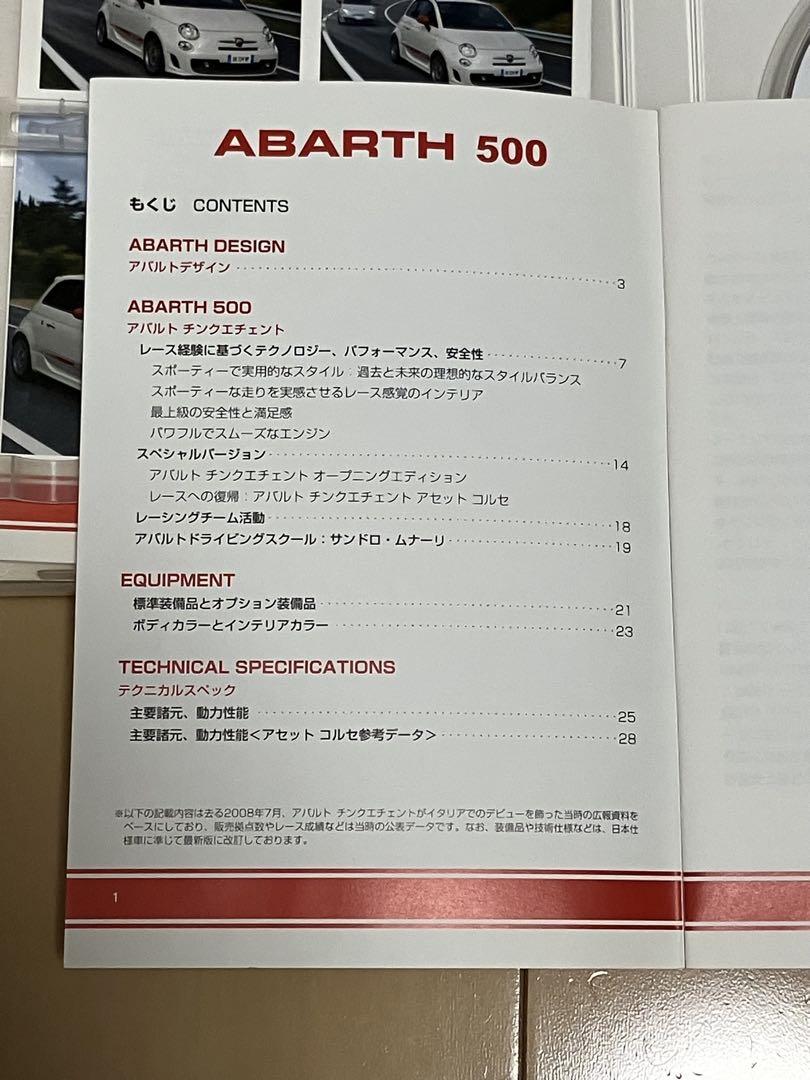 ABARTH 500
もくじ CONTENTS
ABARTH DESIGN
アバルトデザイン 3
ABARTH 500
アバルト チンクエチェント
レース経験に基づくテクノロジー、パフォーマンス、安全性 7
スポーティーで実用的なスタイル：過去と未来の理想的なスタイルバランス
スポーティーな走りを実感させるレース感覚のインテリア
最上級の安全性と満足感
パワフルでスムーズなエンジン
スペシャルバージョン 14
アバルト チンクエチェント オープニングエディション
レースへの復帰：アバルト チンクエチェント アセット コルセ
レーシングチーム活動 18
アバルトドライビングスクール：サンドロ・ムナーリ 19
EQUIPMENT
標準装備品とオプション装備品 21
ボディカラーとインテリアカラー 23
TECHNICAL SPECIFICATIONS
テクニカルスペック
主要諸元、動力性能 25
主要諸元、動力性能＜アセット コルセ参考データ＞ 28
※以下の記載内容は去る2008年7月、アバルト チンクエチェントがイタリアでのデビューを飾った当時の広報資料を
ベースにしており、販売拠点数やレース成績などは当時の公表データです。なお、装備品や技術仕様などは、日本仕
様車に準じて最新版に改訂しております。
1